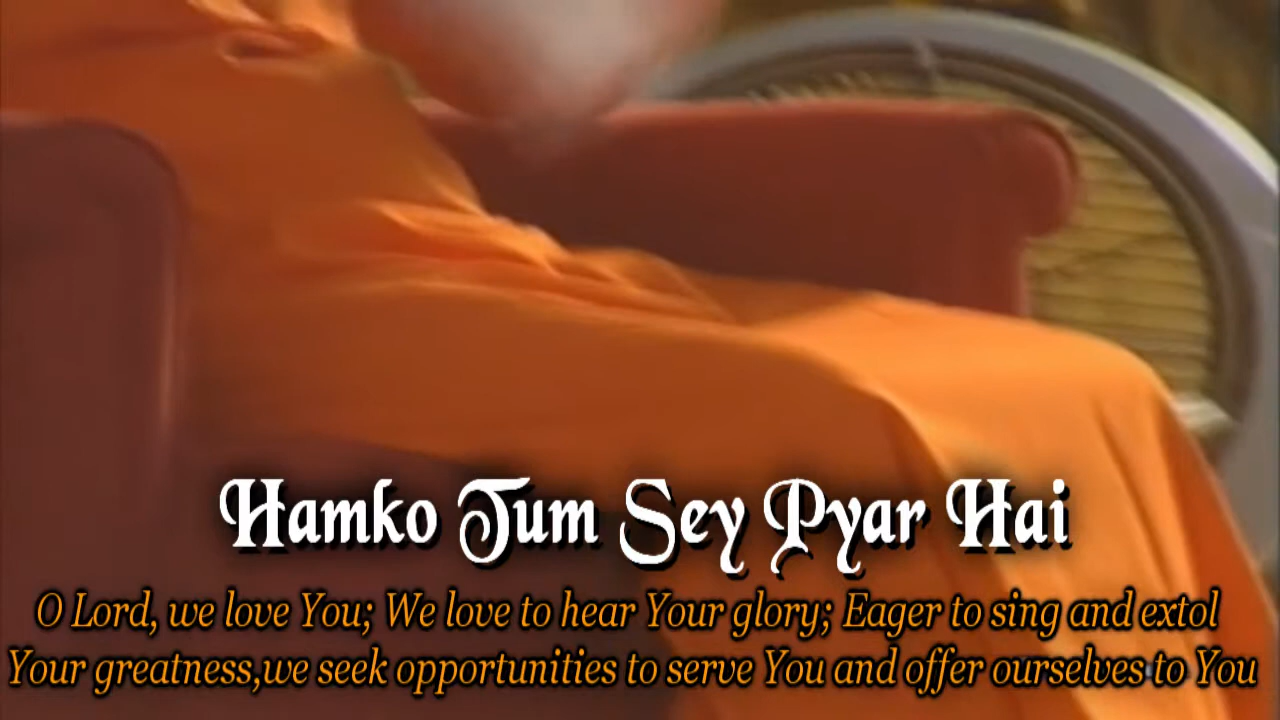 Hamko Tum Sey Pyar Hai
O Lord, we love You; We love to hear Your glory; Eager to sing and extol
Your greatness,we seek opportunities to serve You and offer ourselves to You